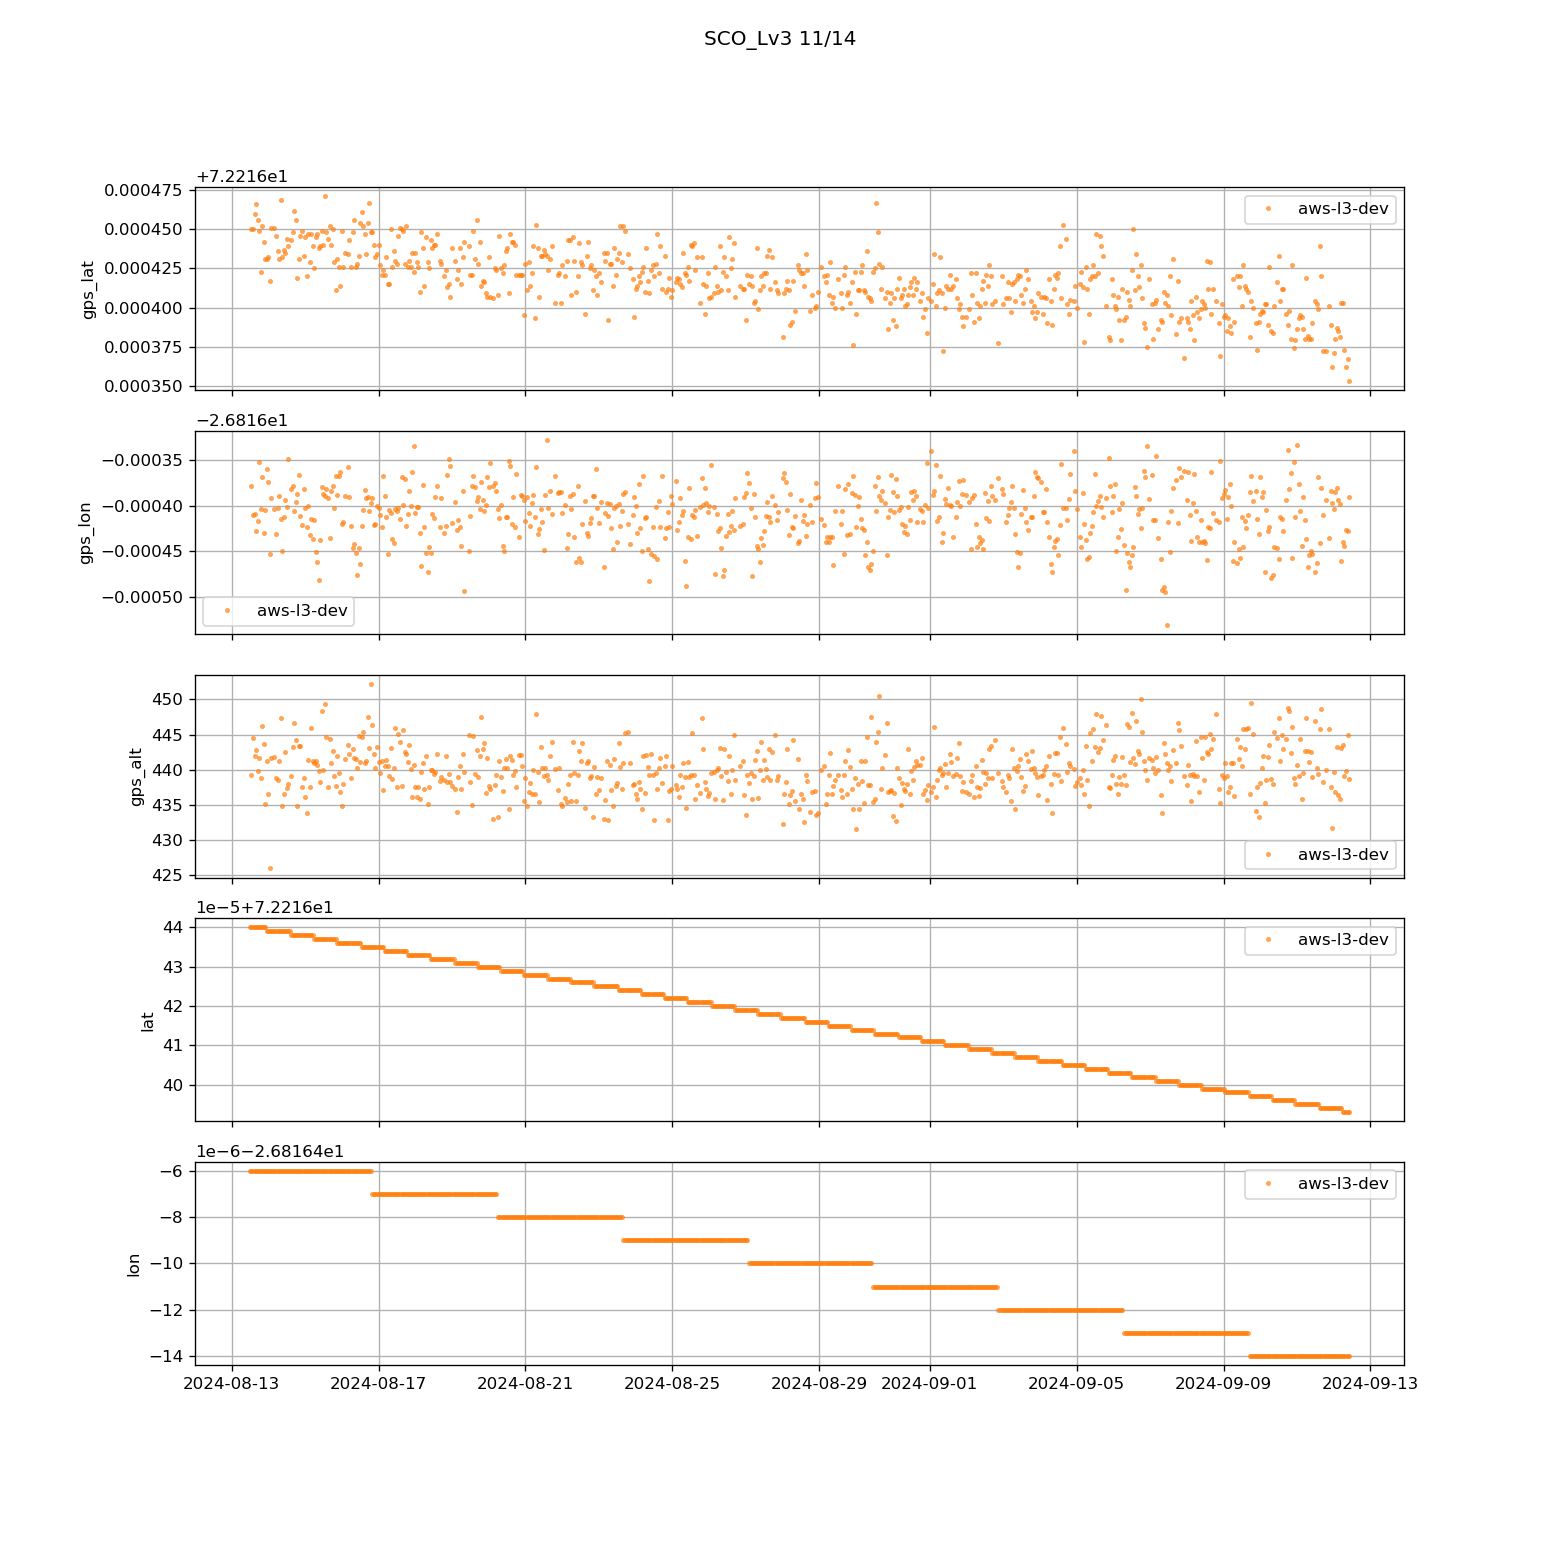 SCO_Lv3 11/14
+7.2216e1
0.000475
0.000450
0.000425
0.000400
0.000375
0.000350
gps_lat
aws-l3-dev
−2.6816e1
−0.00035
−0.00040
−0.00045
−0.00050
gps_lon
aws-l3-dev
450
445
440
435
430
425
gps_alt
aws-l3-dev
1e−5+7.2216e1
44
43
42
41
40
lat
aws-l3-dev
1e−6−2.68164e1
−6
−8
−10
−12
−14
lon
aws-l3-dev
2024-08-13 2024-08-17 2024-08-21 2024-08-25 2024-08-29 2024-09-01 2024-09-05 2024-09-09 2024-09-13